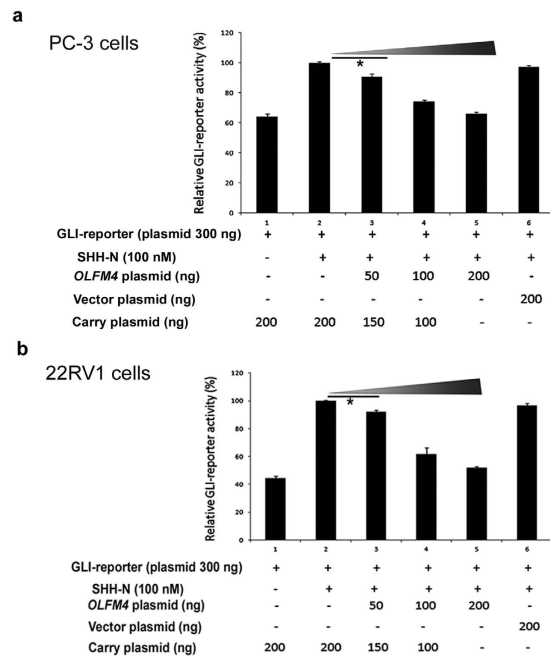 a
PC-3 cells
Relative GLI-reporter activity (%)
120
100
80
60
40
20
0
*
1 2 3 4 5 6
GLI-reporter (plasmid 300 ng) + + + + + +
SHH-N (100 nM) - + + + + +
OLFM4 plasmid (ng) - - 50 100 200 -
Vector plasmid (ng) - - - - - 200
Carry plasmid (ng) 200 200 150 100 - -
b
22RV1 cells
Relative GLI-reporter activity (%)
120
100
80
60
40
20
0
*
1 2 3 4 5 6
GLI-reporter (plasmid 300 ng) + + + + + +
SHH-N (100 nM) - + + + + +
OLFM4 plasmid (ng) - - 50 100 200 -
Vector plasmid (ng) - - - - - 200
Carry plasmid (ng) 200 200 150 100 - -